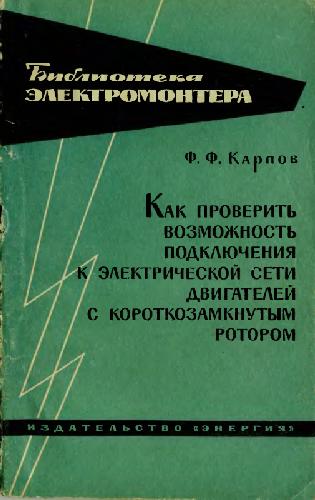 Библиотека
ЭЛЕКТРОМОНТЕРА
Ф. Ф. Карпов
Как проверить
возможность
подключения
к электрической сети
двигателей
с короткозамкнутым
ротором
ИЗДАТЕЛЬСТВО «ЭНЕРГИЯ»